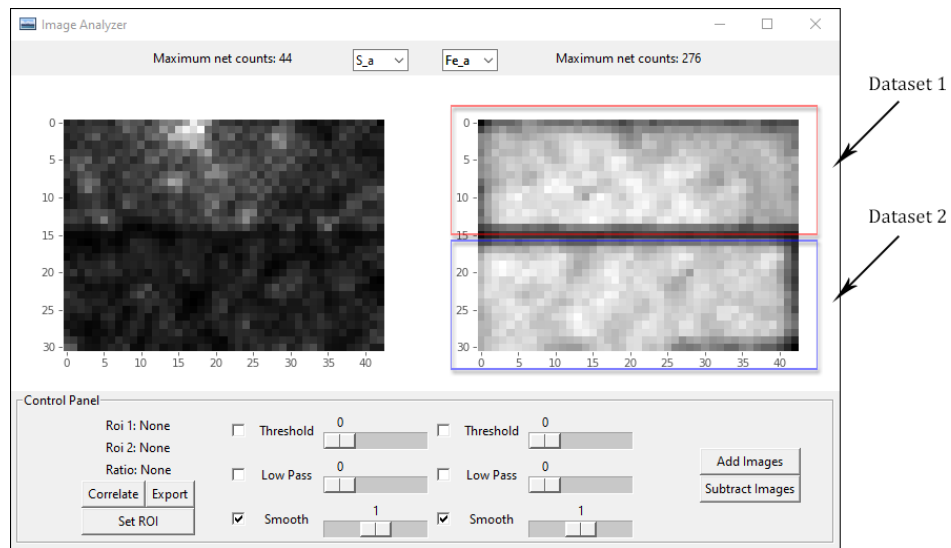 Image Analyzer
Maximum net counts: 44 S_a Fe_a Maximum net counts: 276
Dataset 1
Dataset 2
0
5
10
15
20
25
30
0 5 10 15 20 25 30 35 40
0
5
10
15
20
25
30
0 5 10 15 20 25 30 35 40
Control Panel
Roi 1: None
Roi 2: None
Ratio: None
Correlate Export
Set ROI
Threshold 0
Low Pass 0
Smooth 1
Threshold 0
Low Pass 0
Smooth 1
Add Images
Subtract Images